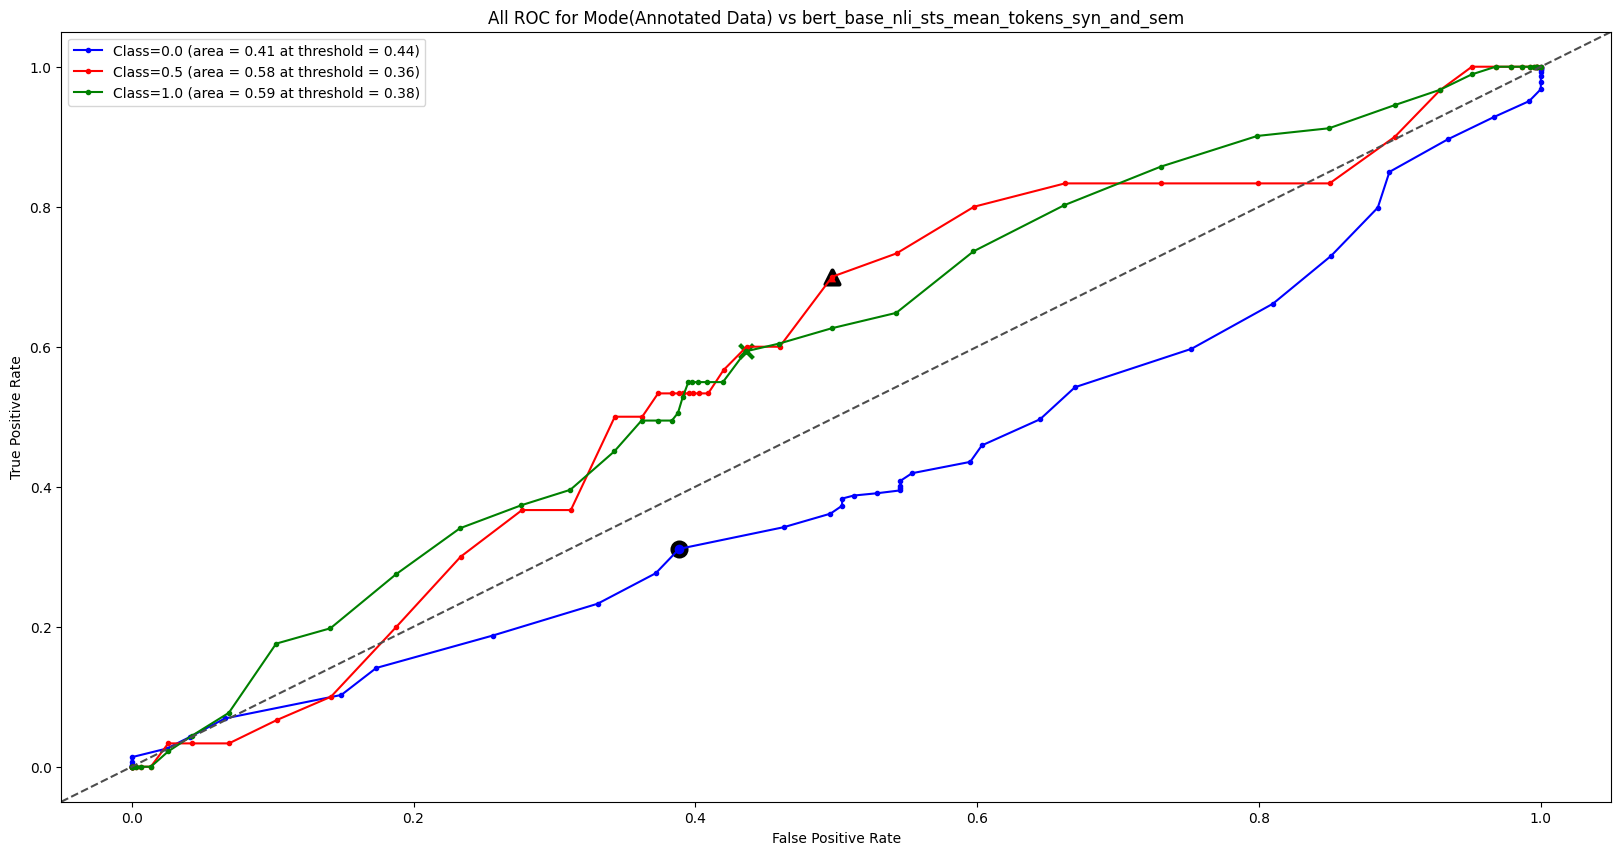 All ROC for Mode(Annotated Data) vs bert_base_nli_sts_mean_tokens_syn_and_sem
Class=0.0 (area = 0.41 at threshold = 0.44)
Class=0.5 (area = 0.58 at threshold = 0.36)
Class=1.0 (area = 0.59 at threshold = 0.38)
True Positive Rate
1.0
0.8
0.6
0.4
0.2
0.0
0.0 0.2 0.4 0.6 0.8 1.0
False Positive Rate